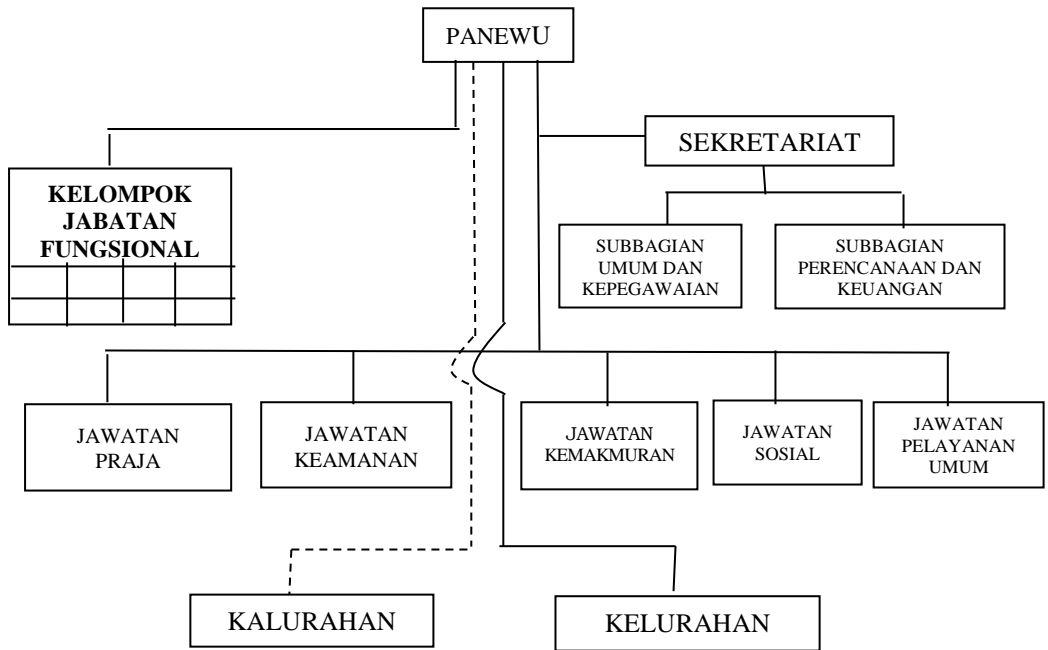 PANEWU
SEKRETARIAT
KELOMPOK
JABATAN
FUNGSIONAL
SUBBAGIAN
UMUM DAN
KEPEGAWAIAN
SUBBAGIAN
PERENCANAAN DAN
KEUANGAN
JAWATAN
PRAJA
JAWATAN
KEAMANAN
JAWATAN
KEMAKMURAN
JAWATAN
SOSIAL
JAWATAN
PELAYANAN
UMUM
KALURAHAN
KELURAHAN